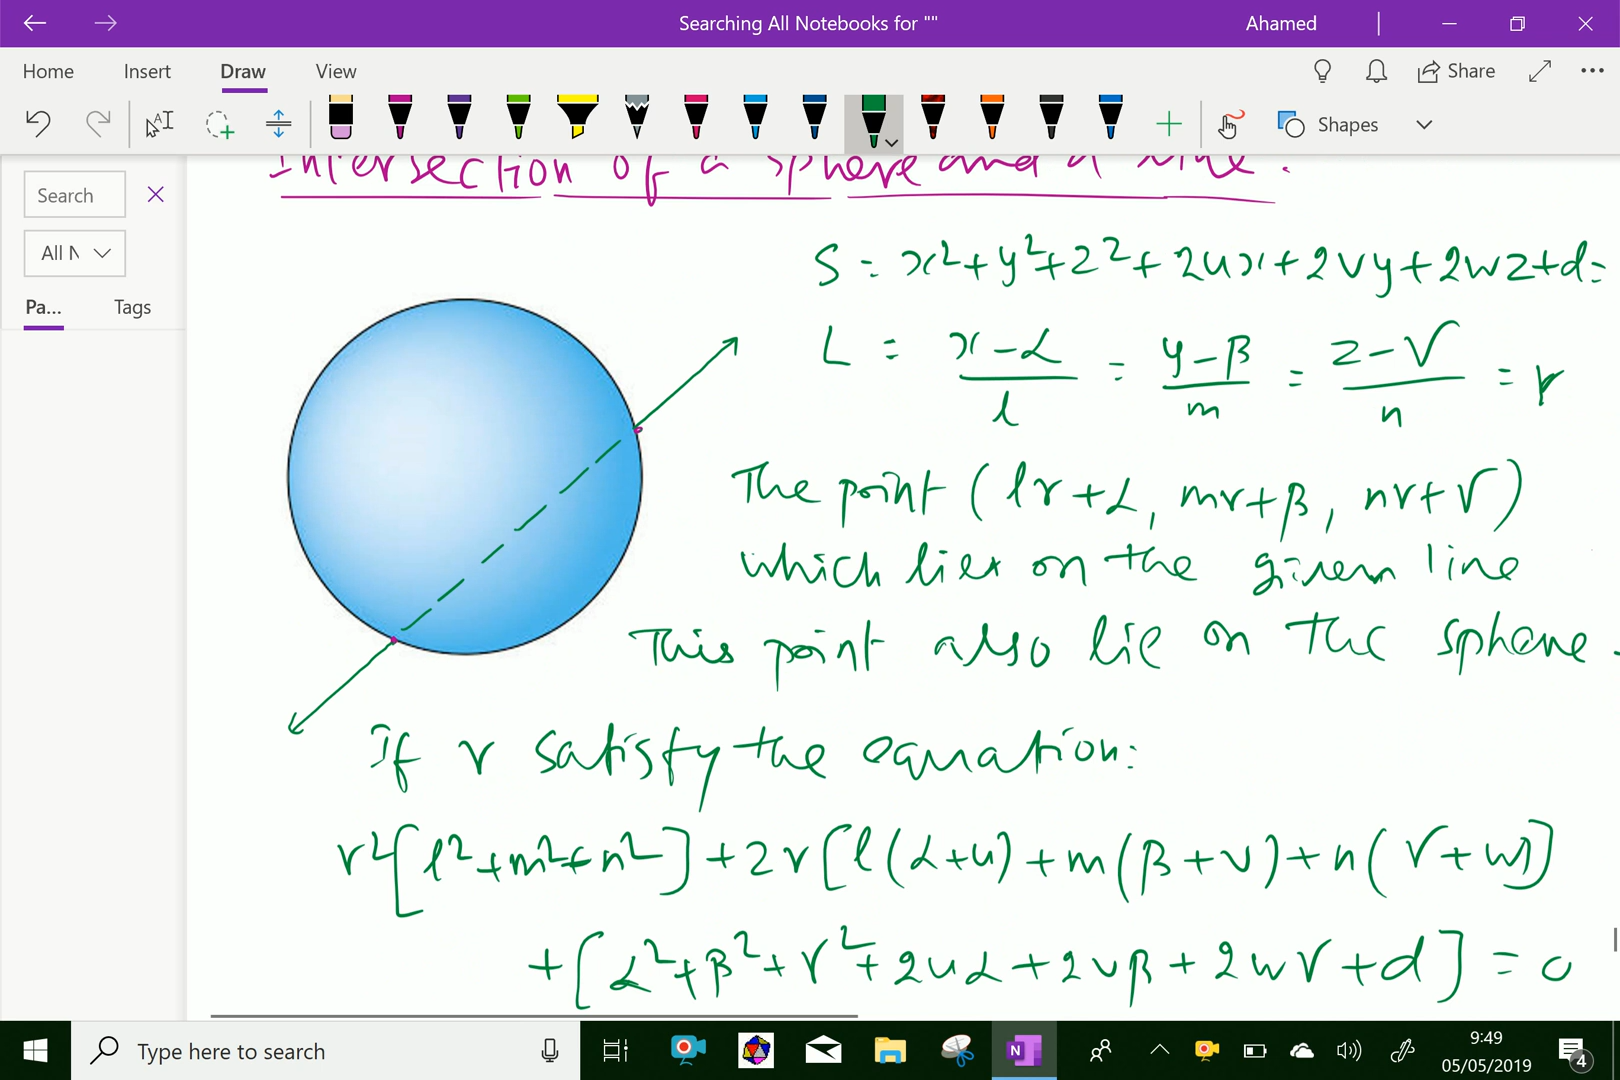 Searching All Notebooks for ""
Ahamed
Home Insert Draw View
Share
Shapes
Intersection of a sphere and a line.
Search
All N
Pa... Tags
S = x²+y²+z²+2ux+2vy+2wz+d=
L = (x-α)/l = (y-β)/m = (z-γ)/n = r
The point (lr+α, mr+β, nr+γ)
which lies on the given line
This point also lie on the sphere.
If r satisfy the equation:
r²[l²+m²+n²]+2r[l(α+u)+m(β+v)+n(γ+w)]
+[α²+β²+γ²+2uα+2vβ+2wγ+d]=0
Type here to search
N
9:49
05/05/2019
4